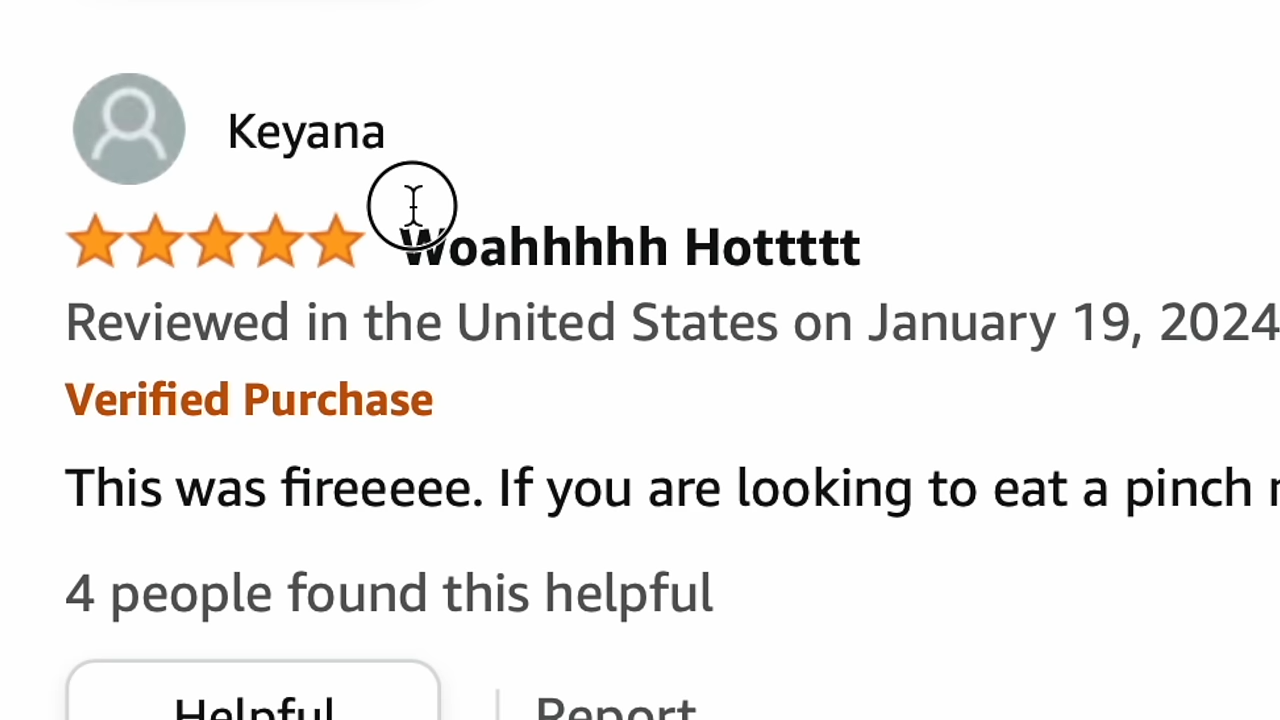 Keyana
Woahhhhh Hottttt
Reviewed in the United States on January 19, 2024
Verified Purchase
This was fireeeee. If you are looking to eat a pinch
4 people found this helpful
Helpful
Report